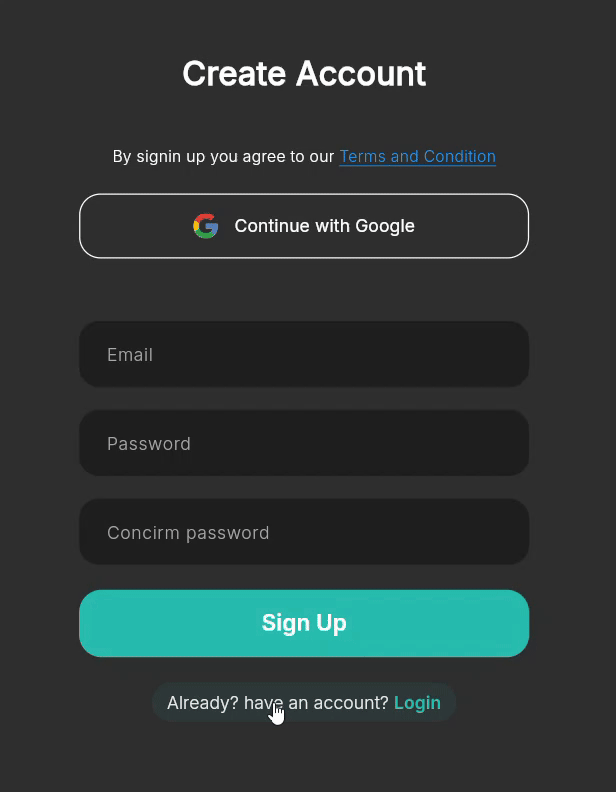 Create Account
By signin up you agree to our Terms and Condition
Continue with Google
Email
Password
Concirm password
Sign Up
Already? have an account? Login